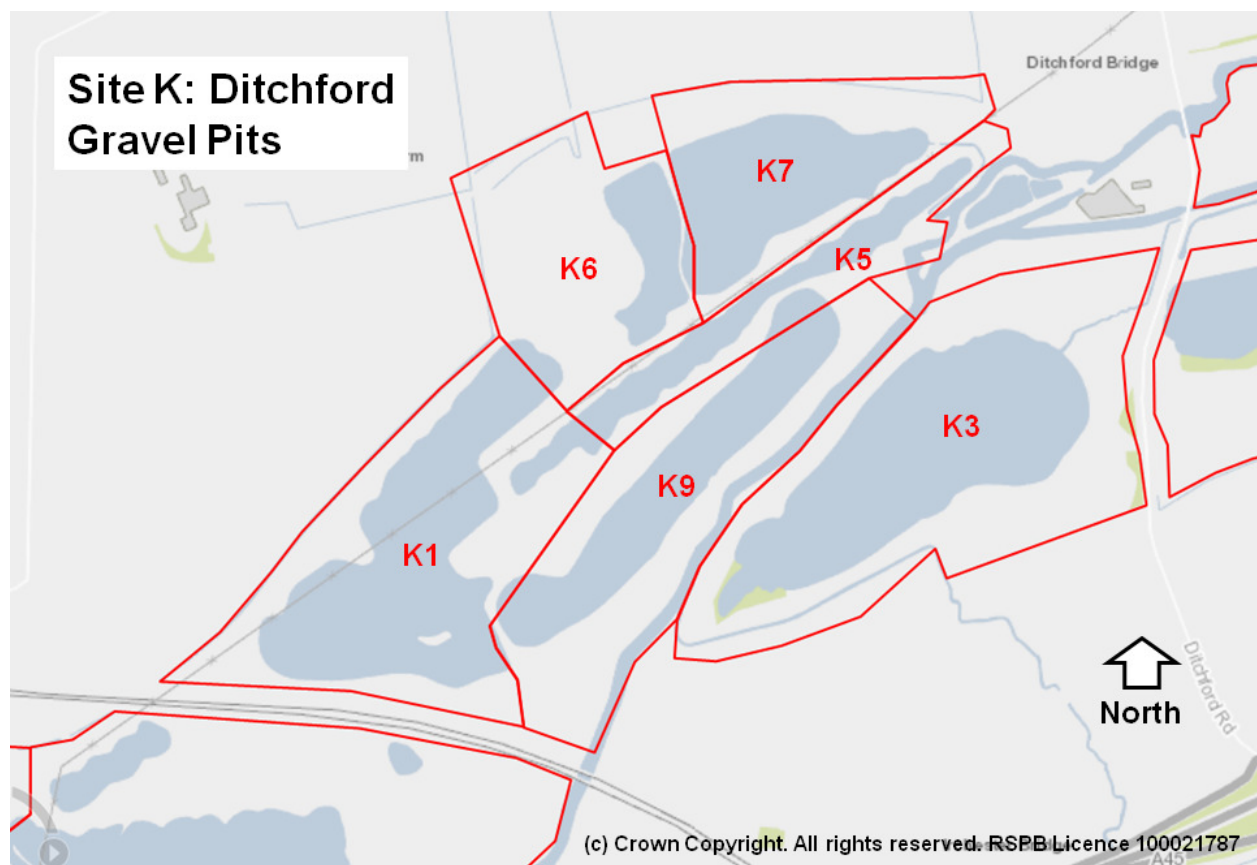 Site K: Ditchford
Gravel Pits
Ditchford Bridge
K7
K6
K5
K3
K9
K1
Ditchford Rd
North
(c) Crown Copyright. All rights reserved. RSPB Licence 100021787
A45